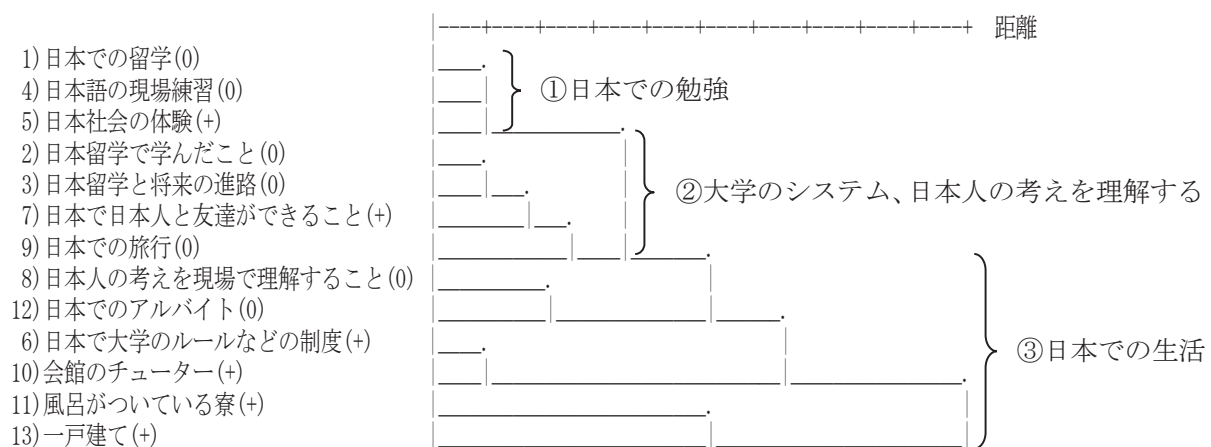 |----+----+----+----+----+----+----+----+----+----+ 距離
1)日本での留学(0)
4)日本語の現場練習(0)
①日本での勉強
5)日本社会の体験(+)
2)日本留学で学んだこと(0)
3)日本留学と将来の進路(0)
②大学のシステム、日本人の考えを理解する
7)日本で日本人と友達ができること(+)
9)日本での旅行(0)
8)日本人の考えを現場で理解すること(0)
12)日本でのアルバイト(0)
6)日本で大学のルールなどの制度(+)
③日本での生活
10)会館のチューター(+)
11)風呂がついている寮(+)
13)一戸建て(+)